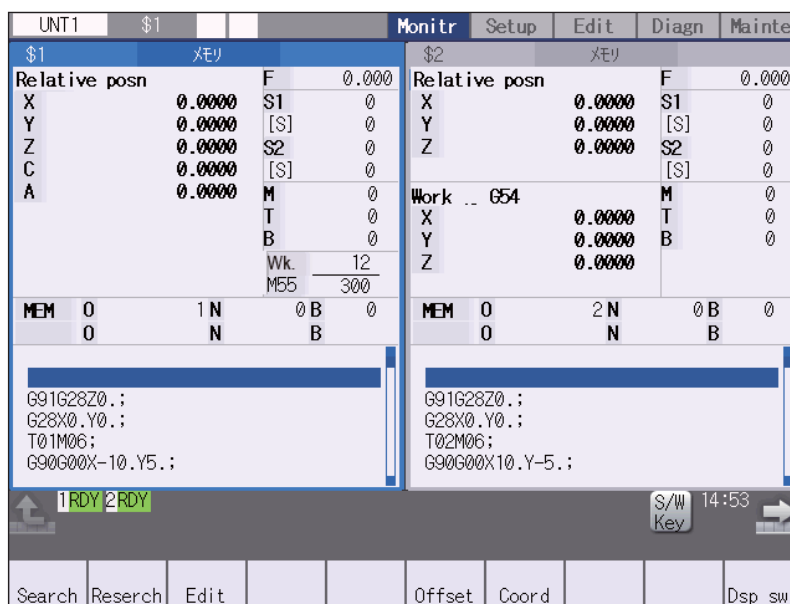 UNT1 $1 Monitr Setup Edit Diagn Mainte
$1 メモリ
Relative posn F 0.000
X 0.0000 S1 0
Y 0.0000 [S] 0
Z 0.0000 S2 0
C 0.0000 [S] 0
A 0.0000 M 0
T 0
B 0
Wk. 12
M55 300
MEM O 1 N 0 B 0
O N B
G91G28Z0.;
G28X0.Y0.;
T01M06;
G90G00X-10.Y5.;
$2 メモリ
Relative posn F 0.000
X 0.0000 S1 0
Y 0.0000 [S] 0
Z 0.0000 S2 0
[S] 0
Work _ G54 M 0
X 0.0000 T 0
Y 0.0000 B 0
Z 0.0000
MEM O 2 N 0 B 0
O N B
G91G28Z0.;
G28X0.Y0.;
T02M06;
G90G00X10.Y-5.;
1RDY 2RDY S/W Key 14:53
Search Reserch Edit Offset Coord Dsp sw